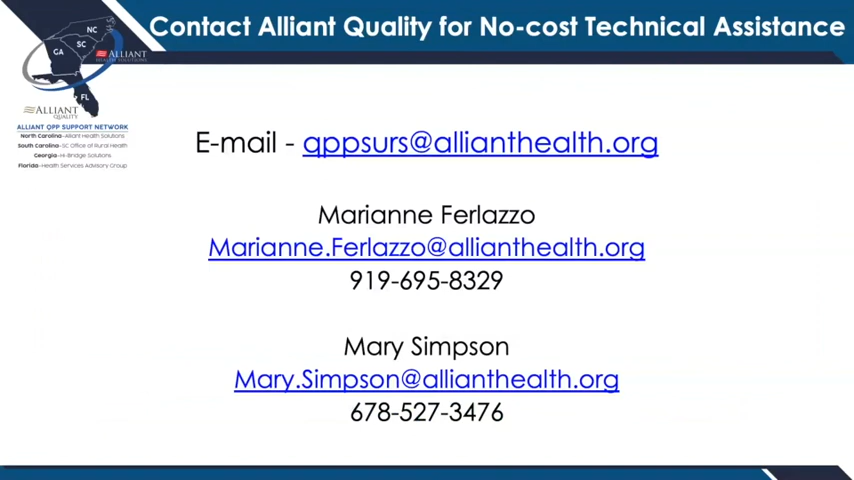 Contact Alliant Quality for No-cost Technical Assistance
NC
SC
GA
FL
ALLIANT
HEALTH SOLUTIONS
ALLIANT
QUALITY
ALLIANT QPP SUPPORT NETWORK
North Carolina-Alliant Health Solutions
South Carolina-SC Office of Rural Health
Georgia-Hi-Bridge Solutions
Florida-Health Services Advisory Group
E-mail - qppsurs@allianthealth.org
Marianne Ferlazzo
Marianne.Ferlazzo@allianthealth.org
919-695-8329
Mary Simpson
Mary.Simpson@allianthealth.org
678-527-3476